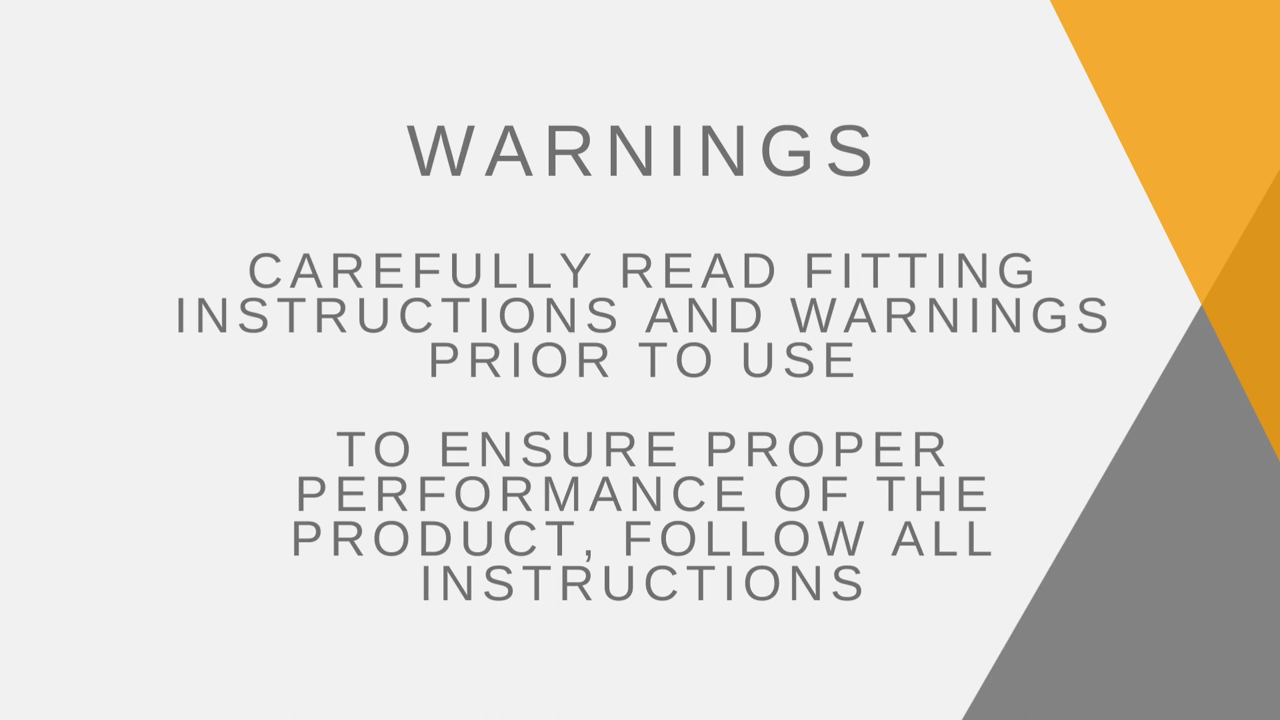 WARNINGS
CAREFULLY READ FITTING
INSTRUCTIONS AND WARNINGS
PRIOR TO USE
TO ENSURE PROPER
PERFORMANCE OF THE
PRODUCT, FOLLOW ALL
INSTRUCTIONS